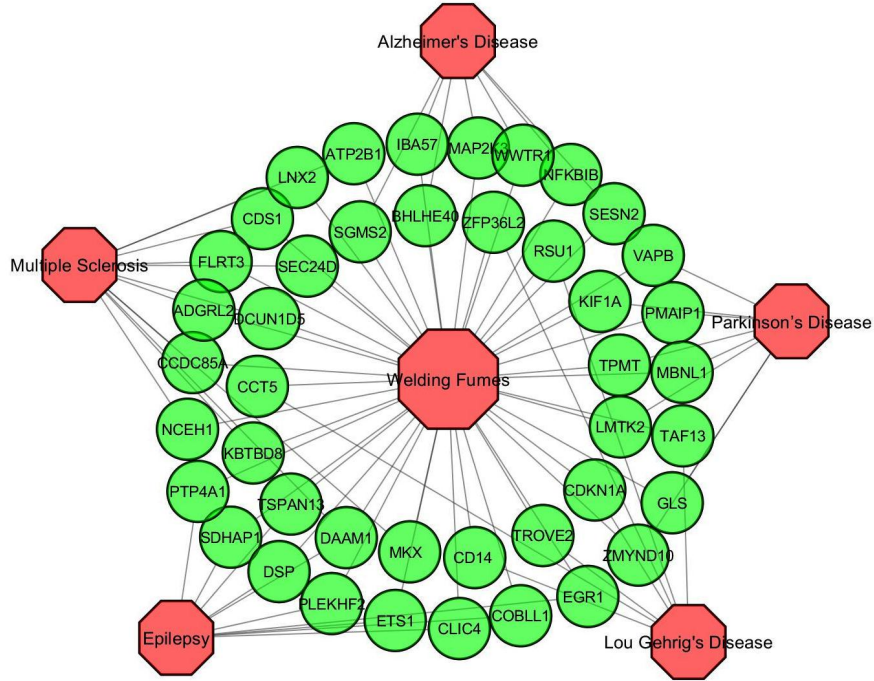 Alzheimer's Disease
IBA57
MAP2K3
WWTR1
ATP2B1
NFKBIB
LNX2
SESN2
CDS1
BHLHE40
ZFP36L2
SGMS2
RSU1
VAPB
FLRT3
SEC24D
Multiple Sclerosis
KIF1A
PMAIP1
ADGRL2
DCUN1D5
Parkinson's Disease
CCDC85A
TPMT
MBNL1
Welding Fumes
CCT5
NCEH1
LMTK2
TAF13
KBTBD8
PTP4A1
CDKN1A
GLS
TSPAN13
SDHAP1
DAAM1
TROVE2
MKX
CD14
ZMYND10
DSP
PLEKHF2
EGR1
ETS1
CLIC4
COBLL1
Epilepsy
Lou Gehrig's Disease